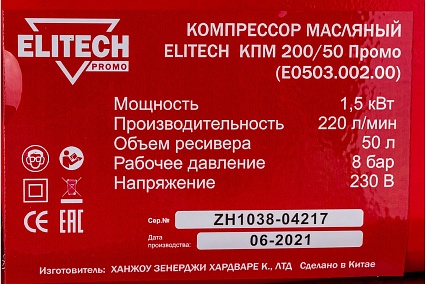 ELITECH
PROMO
КОМПРЕССОР МАСЛЯНЫЙ
ELITECH КПМ 200/50 Промо
(E0503.002.00)
Мощность 1,5 кВт
Производительность 220 л/мин
Объем ресивера 50 л
Рабочее давление 8 бар
Напряжение 230 В
CE EAC
Сер.№ ZH1038-04217
Дата производства: 06-2021
Изготовитель: ХАНЖОУ ЗЕНЕРДЖИ ХАРДВАРЕ К., ЛТД Сделано в Китае